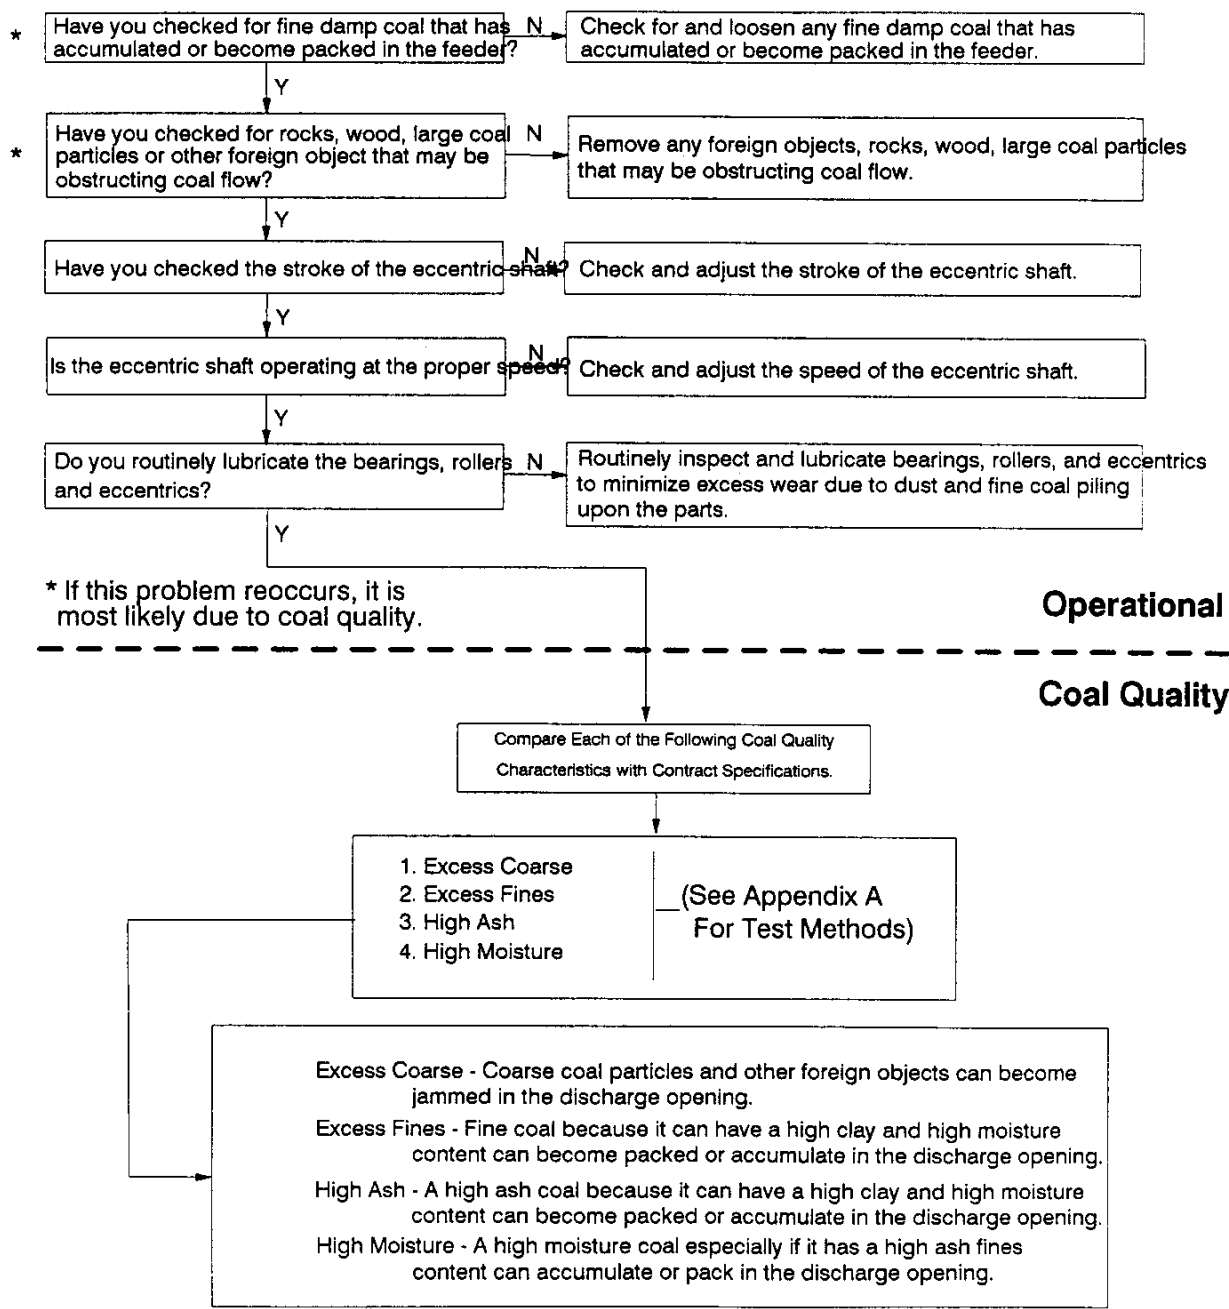 * Have you checked for fine damp coal that has N Check for and loosen any fine damp coal that has
accumulated or become packed in the feeder? accumulated or become packed in the feeder.
Y
Have you checked for rocks, wood, large coal N Remove any foreign objects, rocks, wood, large coal particles
* particles or other foreign object that may be that may be obstructing coal flow.
obstructing coal flow?
Y
Have you checked the stroke of the eccentric shaft? N Check and adjust the stroke of the eccentric shaft.
Y
Is the eccentric shaft operating at the proper speed? N Check and adjust the speed of the eccentric shaft.
Y
Do you routinely lubricate the bearings, rollers N Routinely inspect and lubricate bearings, rollers, and eccentrics
and eccentrics? to minimize excess wear due to dust and fine coal piling
upon the parts.
Y
* If this problem reoccurs, it is
most likely due to coal quality.
Operational
Coal Quality
Compare Each of the Following Coal Quality
Characteristics with Contract Specifications.
1. Excess Coarse
2. Excess Fines (See Appendix A
3. High Ash For Test Methods)
4. High Moisture
Excess Coarse - Coarse coal particles and other foreign objects can become
jammed in the discharge opening.
Excess Fines - Fine coal because it can have a high clay and high moisture
content can become packed or accumulate in the discharge opening.
High Ash - A high ash coal because it can have a high clay and high moisture
content can become packed or accumulate in the discharge opening.
High Moisture - A high moisture coal especially if it has a high ash fines
content can accumulate or pack in the discharge opening.